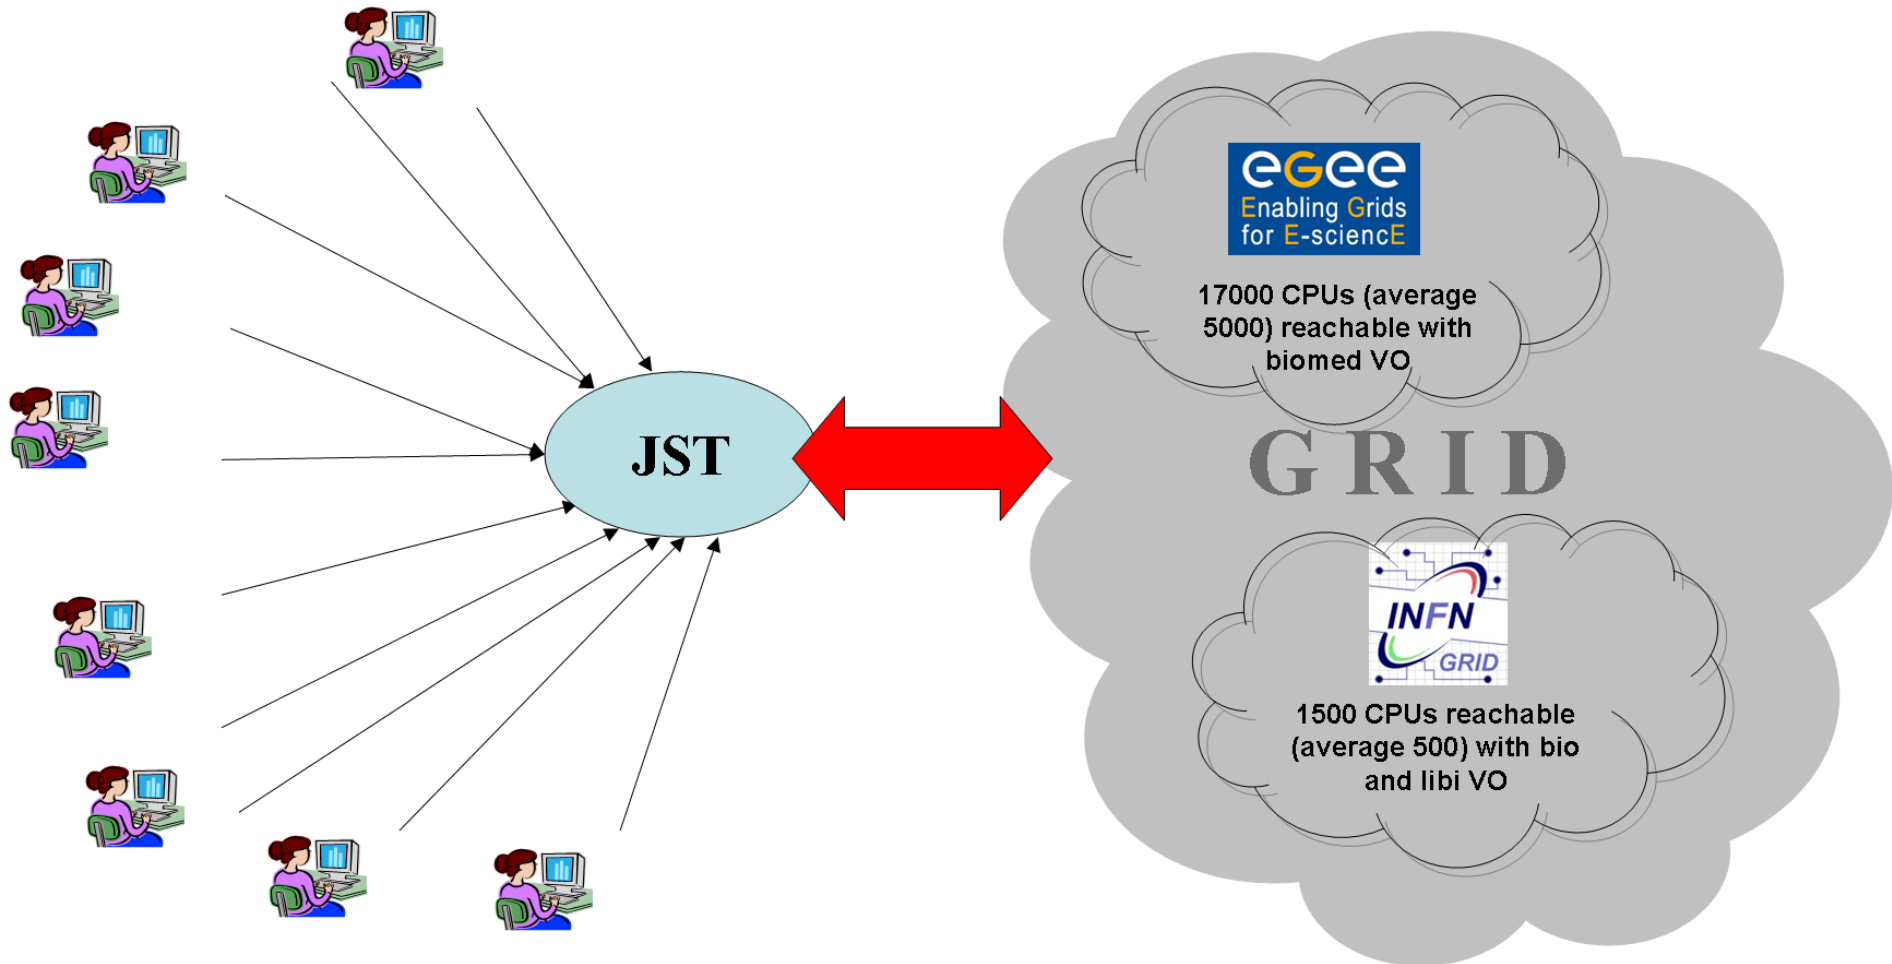 JST
eGee
Enabling Grids
for E-sciencE
17000 CPUs (average
5000) reachable with
biomed VO
GRID
INFN
GRID
1500 CPUs reachable
(average 500) with bio
and libi VO